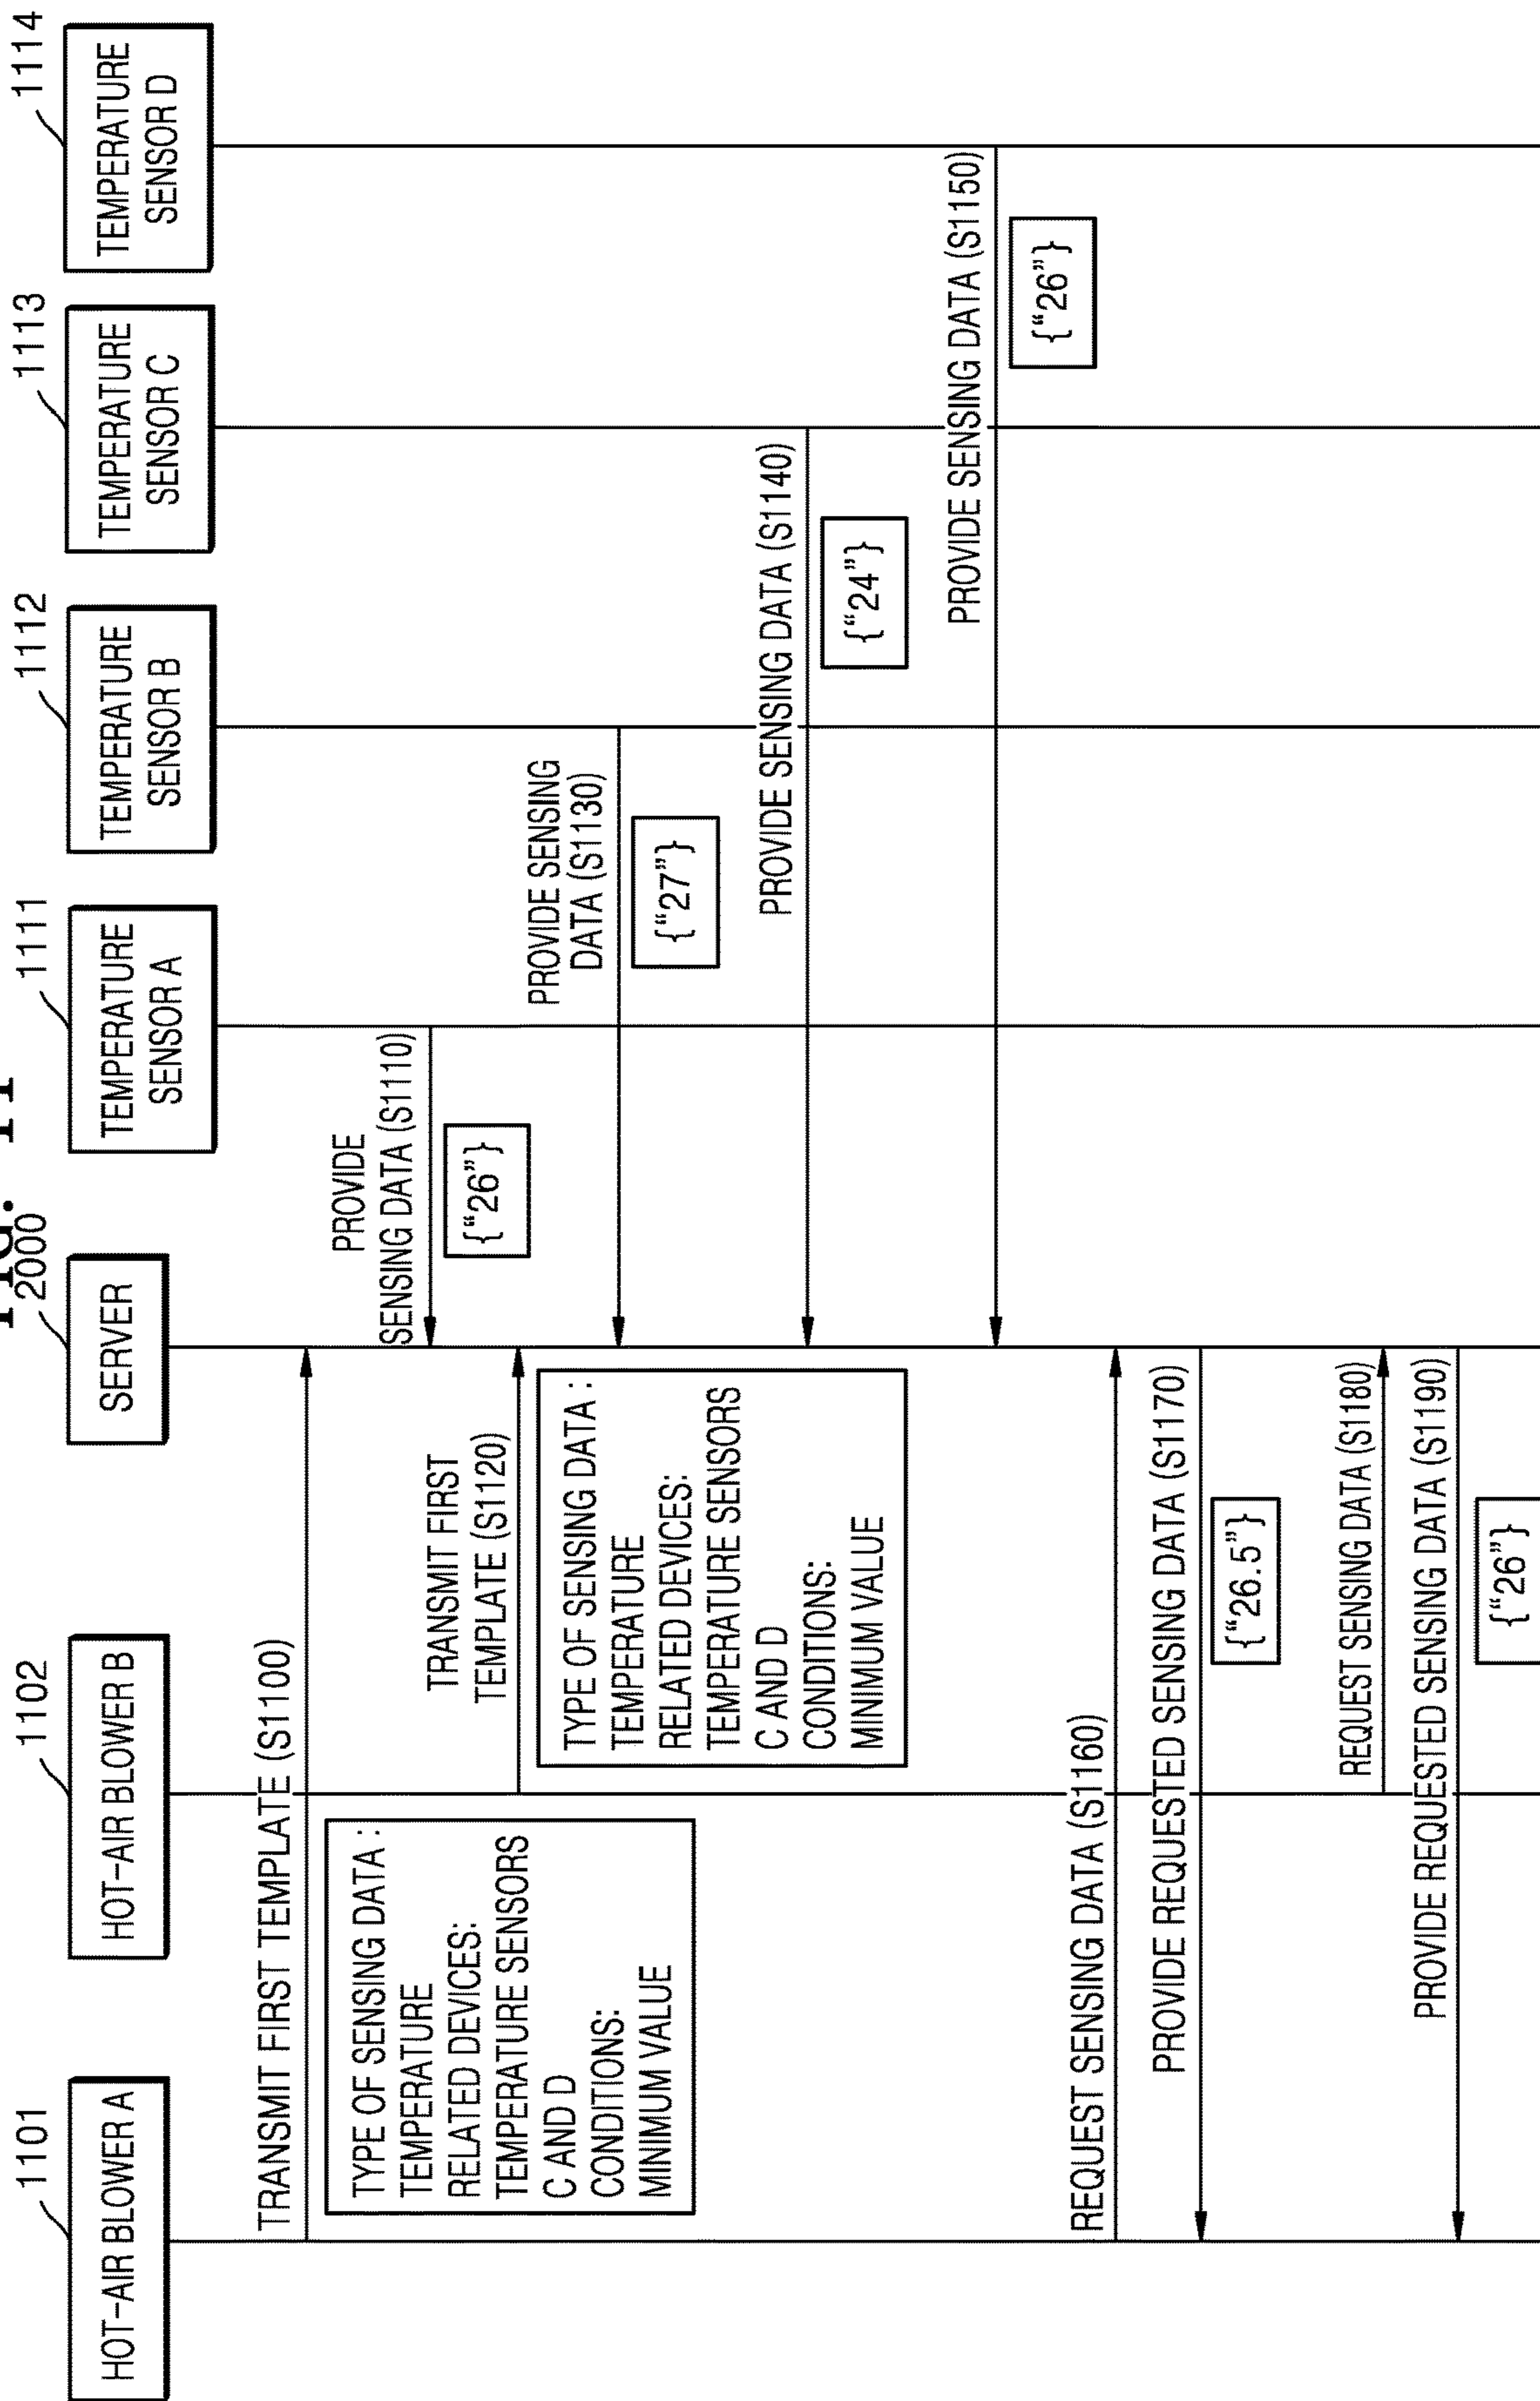 FIG. 11
1101
HOT-AIR BLOWER A
1102
HOT-AIR BLOWER B
2000
SERVER
1111
TEMPERATURE
SENSOR A
1112
TEMPERATURE
SENSOR B
1113
TEMPERATURE
SENSOR C
1114
TEMPERATURE
SENSOR D
TRANSMIT FIRST TEMPLATE (S1100)
TYPE OF SENSING DATA :
TEMPERATURE
RELATED DEVICES:
TEMPERATURE SENSORS
C AND D
CONDITIONS:
MINIMUM VALUE
PROVIDE
SENSING DATA (S1110)
{“26”}
TRANSMIT FIRST
TEMPLATE (S1120)
TYPE OF SENSING DATA :
TEMPERATURE
RELATED DEVICES:
TEMPERATURE SENSORS
C AND D
CONDITIONS:
MINIMUM VALUE
PROVIDE SENSING
DATA (S1130)
{“27”}
PROVIDE SENSING DATA (S1140)
{“24”}
PROVIDE SENSING DATA (S1150)
{“26”}
REQUEST SENSING DATA (S1160)
PROVIDE REQUESTED SENSING DATA (S1170)
{“26.5”}
REQUEST SENSING DATA (S1180)
PROVIDE REQUESTED SENSING DATA (S1190)
{“26”}